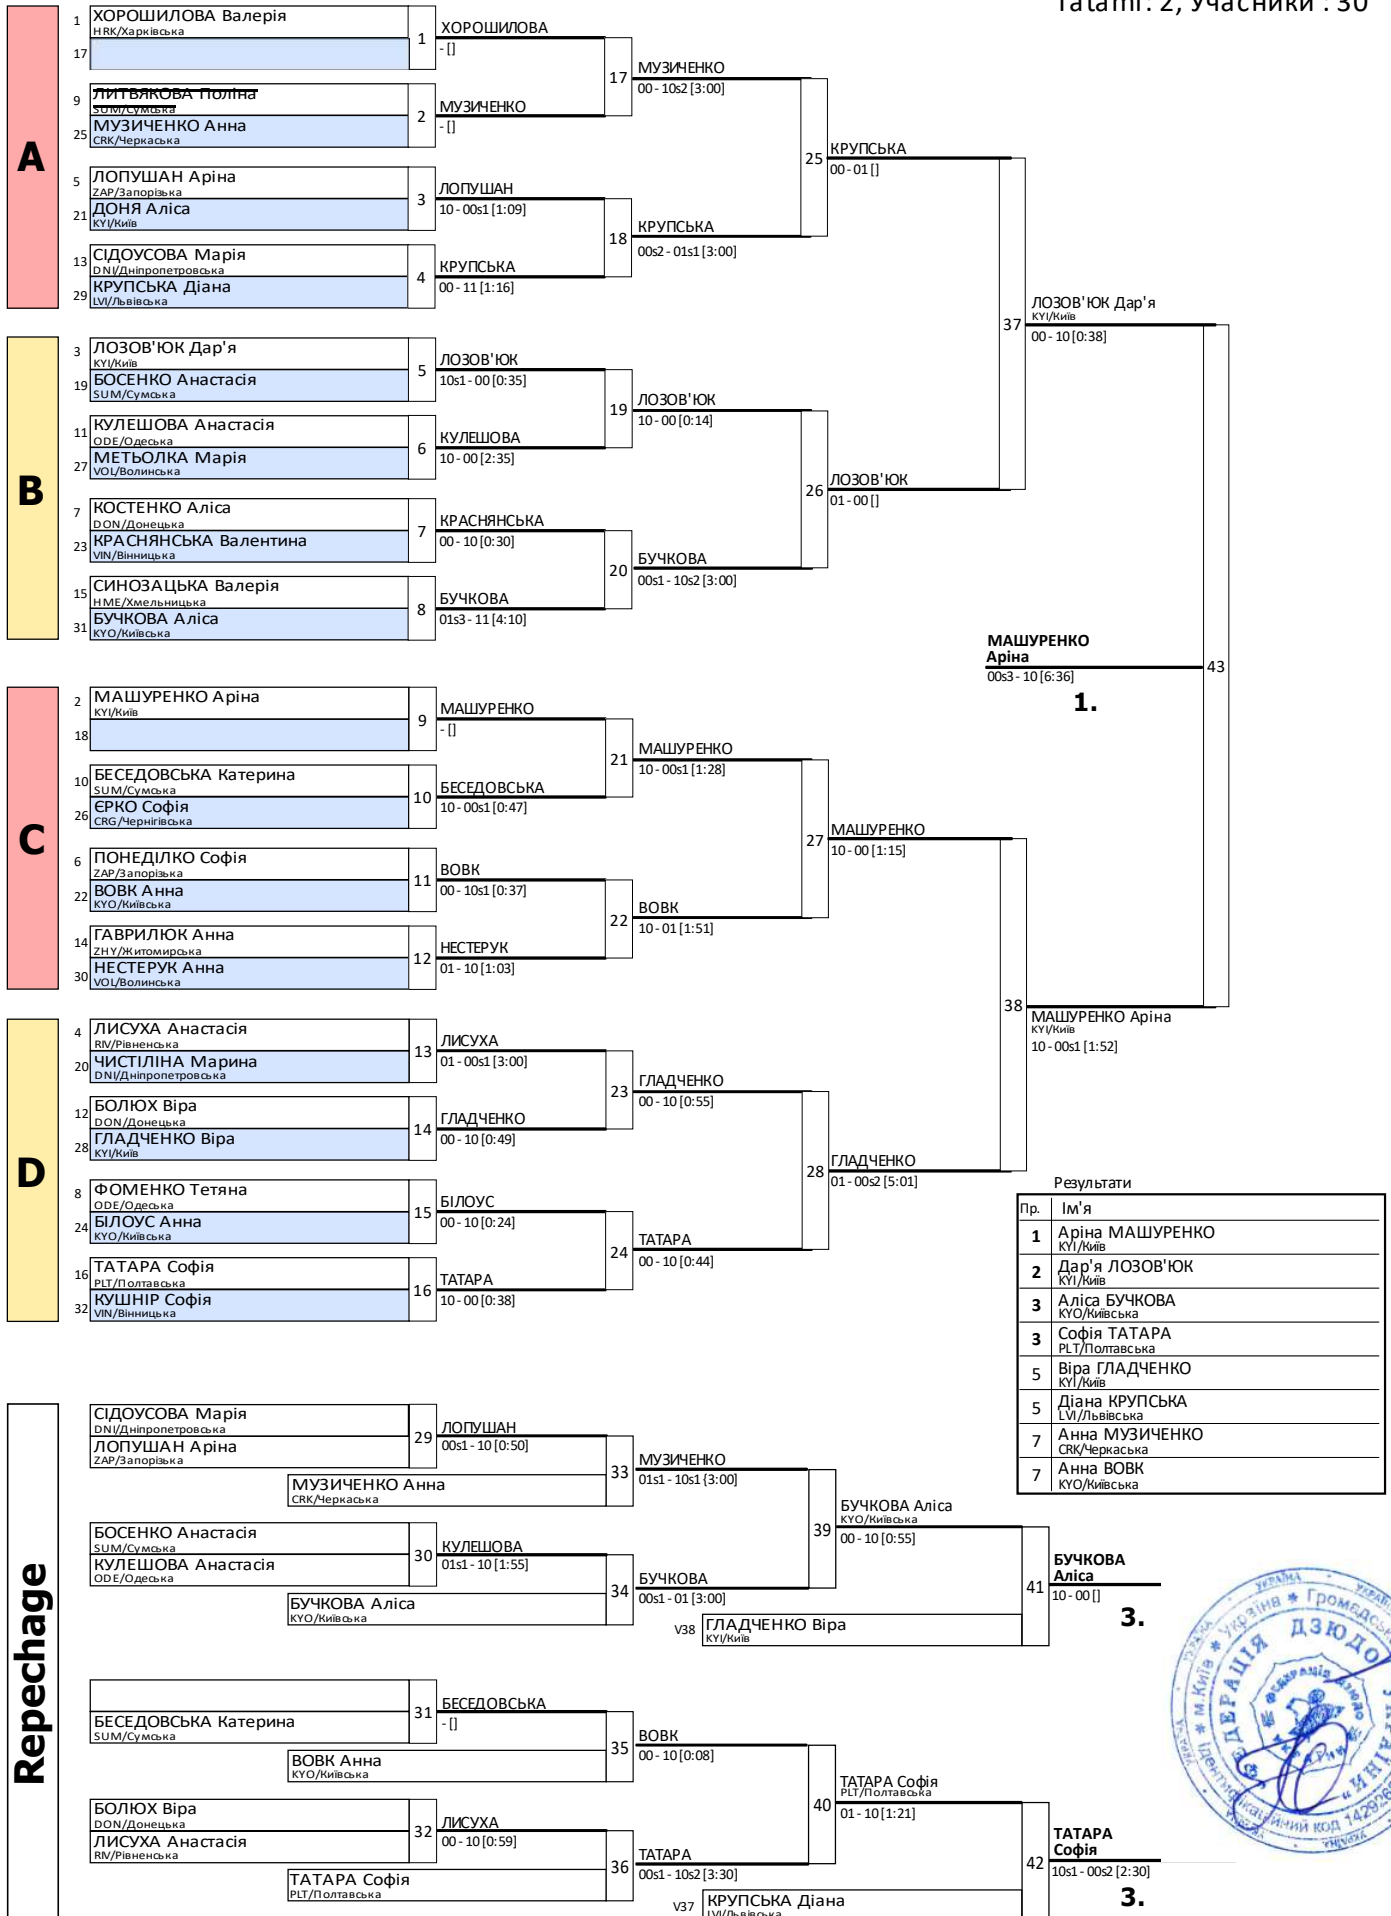 Tatami: 2, Учасники : 30
A
1 ХОРОШИЛОВА Валерія
HRK/Харківська
17
1
ХОРОШИЛОВА
- []
9 ЛИТВЯКОВА Поліна
SUM/Сумська
25 МУЗИЧЕНКО Анна
CRK/Черкаська
2
МУЗИЧЕНКО
- []
17
МУЗИЧЕНКО
00 - 10s2 [3:00]
5 ЛОПУШАН Аріна
ZAP/Запорізька
21 ДОНЯ Аліса
KYI/Київ
3
ЛОПУШАН
10 - 00s1 [1:09]
13 СІДОУСОВА Марія
DNI/Дніпропетровська
29 КРУПСЬКА Діана
LVI/Львівська
4
КРУПСЬКА
00 - 11 [1:16]
18
КРУПСЬКА
00s2 - 01s1 [3:00]
25
КРУПСЬКА
00 - 01 []
B
3 ЛОЗОВ'ЮК Дар'я
KYI/Київ
19 БОСЕНКО Анастасія
SUM/Сумська
5
ЛОЗОВ'ЮК
10s1 - 00 [0:35]
11 КУЛЕШОВА Анастасія
ODE/Одеська
27 МЕТЬОЛКА Марія
VOL/Волинська
6
КУЛЕШОВА
10 - 00 [2:35]
19
ЛОЗОВ'ЮК
10 - 00 [0:14]
7 КОСТЕНКО Аліса
DON/Донецька
23 КРАСНЯНСЬКА Валентина
VIN/Вінницька
7
КРАСНЯНСЬКА
00 - 10 [0:30]
15 СИНОЗАЦЬКА Валерія
HME/Хмельницька
31 БУЧКОВА Аліса
KYO/Київська
8
БУЧКОВА
01s3 - 11 [4:10]
20
БУЧКОВА
00s1 - 10s2 [3:00]
26
ЛОЗОВ'ЮК
01 - 00 []
37
ЛОЗОВ'ЮК Дар'я
KYI/Київ
00 - 10 [0:38]
МАШУРЕНКО
Аріна
00s3 - 10 [6:36]
1.
43
C
2 МАШУРЕНКО Аріна
KYI/Київ
18
9
МАШУРЕНКО
- []
10 БЕСЕДОВСЬКА Катерина
SUM/Сумська
26 ЄРКО Софія
CRG/Чернігівська
10
БЕСЕДОВСЬКА
10 - 00s1 [0:47]
21
МАШУРЕНКО
10 - 00s1 [1:28]
6 ПОНЕДІЛКО Софія
ZAP/Запорізька
22 ВОВК Анна
KYO/Київська
11
ВОВК
00 - 10s1 [0:37]
14 ГАВРИЛЮК Анна
ZHY/Житомирська
30 НЕСТЕРУК Анна
VOL/Волинська
12
НЕСТЕРУК
01 - 10 [1:03]
22
ВОВК
10 - 01 [1:51]
27
МАШУРЕНКО
10 - 00 [1:15]
D
4 ЛИСУХА Анастасія
RIV/Рівненська
20 ЧИСТІЛІНА Марина
DNI/Дніпропетровська
13
ЛИСУХА
01 - 00s1 [3:00]
12 БОЛЮХ Віра
DON/Донецька
28 ГЛАДЧЕНКО Віра
KYI/Київ
14
ГЛАДЧЕНКО
00 - 10 [0:49]
23
ГЛАДЧЕНКО
00 - 10 [0:55]
8 ФОМЕНКО Тетяна
ODE/Одеська
24 БІЛОУС Анна
KYO/Київська
15
БІЛОУС
00 - 10 [0:24]
16 ТАТАРА Софія
PLT/Полтавська
32 КУШНІР Софія
VIN/Вінницька
16
ТАТАРА
10 - 00 [0:38]
24
ТАТАРА
00 - 10 [0:44]
28
ГЛАДЧЕНКО
01 - 00s2 [5:01]
38
МАШУРЕНКО Аріна
KYI/Київ
10 - 00s1 [1:52]
Результати
Пр. Ім'я
1 Аріна МАШУРЕНКО
KYI/Київ
2 Дар'я ЛОЗОВ'ЮК
KYI/Київ
3 Аліса БУЧКОВА
KYO/Київська
3 Софія ТАТАРА
PLT/Полтавська
5 Віра ГЛАДЧЕНКО
KYI/Київ
5 Діана КРУПСЬКА
LVI/Львівська
7 Анна МУЗИЧЕНКО
CRK/Черкаська
7 Анна ВОВК
KYO/Київська
Repechage
СІДОУСОВА Марія
DNI/Дніпропетровська
ЛОПУШАН Аріна
ZAP/Запорізька
29
ЛОПУШАН
00s1 - 10 [0:50]
МУЗИЧЕНКО Анна
CRK/Черкаська
33
МУЗИЧЕНКО
01s1 - 10s1 {3:00]
БОСЕНКО Анастасія
SUM/Сумська
КУЛЕШОВА Анастасія
ODE/Одеська
30
КУЛЕШОВА
01s1 - 10 [1:55]
БУЧКОВА Аліса
KYO/Київська
34
БУЧКОВА
00s1 - 01 [3:00]
39
БУЧКОВА Аліса
KYO/Київська
00 - 10 [0:55]
V38 ГЛАДЧЕНКО Віра
KYI/Київ
41
БУЧКОВА
Аліса
10 - 00 []
3.
БЕСЕДОВСЬКА Катерина
SUM/Сумська
31
БЕСЕДОВСЬКА
- []
ВОВК Анна
KYO/Київська
35
ВОВК
00 - 10 [0:08]
БОЛЮХ Віра
DON/Донецька
ЛИСУХА Анастасія
RIV/Рівненська
32
ЛИСУХА
00 - 10 [0:59]
ТАТАРА Софія
PLT/Полтавська
36
ТАТАРА
00s1 - 10s2 [3:30]
40
ТАТАРА Софія
PLT/Полтавська
01 - 10 [1:21]
V37 КРУПСЬКА Діана
LVI/Львівська
42
ТАТАРА
Софія
10s1 - 00s2 [2:30]
3.